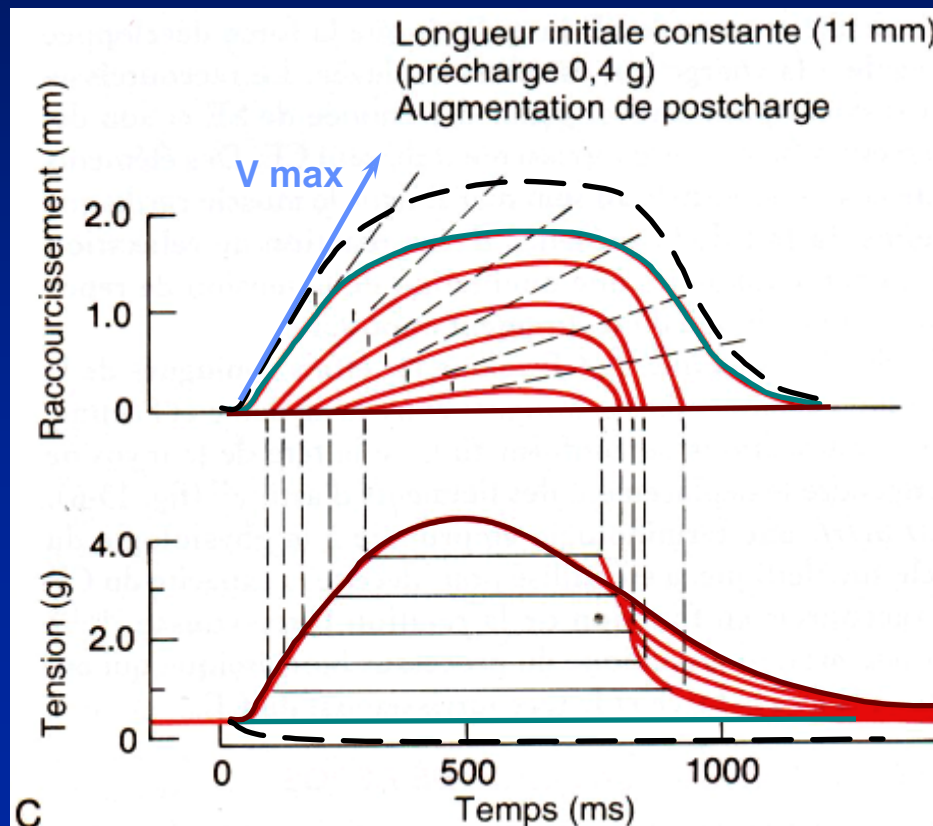 Longueur initiale constante (11 mm)
(précharge 0,4 g)
Augmentation de postcharge
V max
Raccourcissement (mm)
2.0
1.0
0
Tension (g)
4.0
2.0
0
0
500
1000
Temps (ms)
C